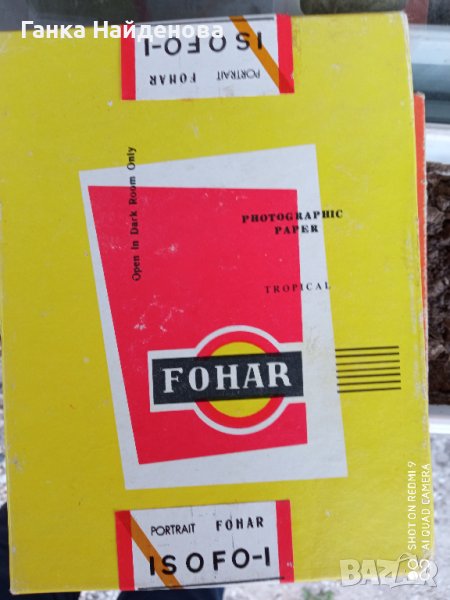 Ганка Найденова
ISOFO-I
PORTRAIT FOHAR
Open in Dark Room Only
PHOTOGRAPHIC
PAPER
TROPICAL
FOHAR
PORTRAIT FOHAR
ISOFO-I
SHOT ON REDMI 9
AI QUAD CAMERA
BAZAR